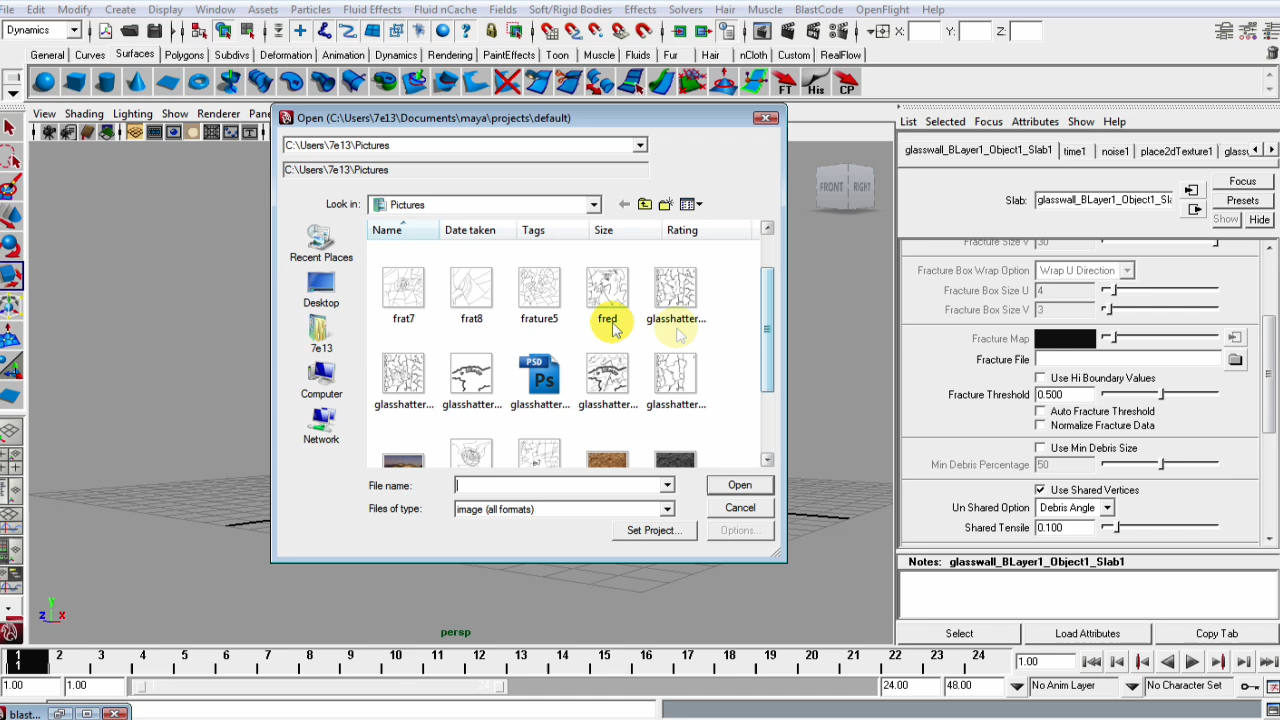 File Edit Modify Create Display Window Assets Particles Fluid Effects Fluid nCache Fields Soft/Rigid Bodies Effects Solvers Hair Muscle BlastCode OpenFlight Help
Dynamics X: Y: Z:
General Curves Surfaces Polygons Subdivs Deformation Animation Dynamics Rendering PaintEffects Toon Muscle Fluids Fur Hair nCloth Custom RealFlow
FT His CP
View Shading Lighting Show Renderer Pane
Open (C:\Users\7e13\Documents\maya\projects\default)
C:\Users\7e13\Pictures
C:\Users\7e13\Pictures
Look in: Pictures
Name Date taken Tags Size Rating
Recent Places
Desktop
7e13
Computer
Network
frat7 frat8 frature5 fred glasshatter...
PSD
Ps
glasshatter... glasshatter... glasshatter... glasshatter... glasshatter...
File name: Open
Files of type: image (all formats) Cancel
Set Project... Options...
FRONT RIGHT
List Selected Focus Attributes Show Help
glasswall_BLayer1_Object1_Slab1 time1 noise1 place2dTexture1
Focus
Slab: glasswall_BLayer1_Object1_Sla Presets
Show Hide
Fracture Size V 30
Fracture Box Wrap Option Wrap U Direction
Fracture Box Size U 4
Fracture Box Size V 3
Fracture Map
Fracture File
Use Hi Boundary Values
Fracture Threshold 0.500
Auto Fracture Threshold
Normalize Fracture Data
Use Min Debris Size
Min Debris Percentage 50
Use Shared Vertices
Un Shared Option Debris Angle
Shared Tensile 0.100
Notes: glasswall_BLayer1_Object1_Slab1
Select Load Attributes Copy Tab
y z x
persp
1 2 3 4 5 6 7 8 9 10 11 12 13 14 15 16 17 18 19 20 21 22 23 24
1 1.00
1.00 1.00 24 24.00 48.00 No Anim Layer No Character Set
blast...